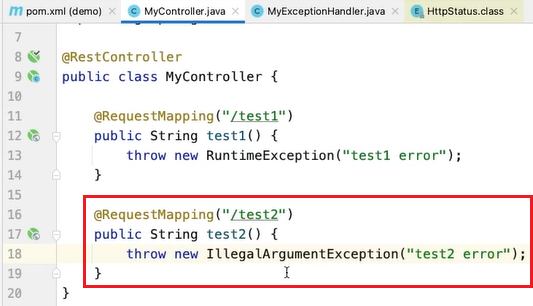 pom.xml (demo) × MyController.java × MyExceptionHandler.java × HttpStatus.class ×
7
8 @RestController
9 public class MyController {
10
11 @RequestMapping("/test1")
12 public String test1() {
13 throw new RuntimeException("test1 error");
14 }
15
16 @RequestMapping("/test2")
17 public String test2() {
18 throw new IllegalArgumentException("test2 error");
19 }
20 }